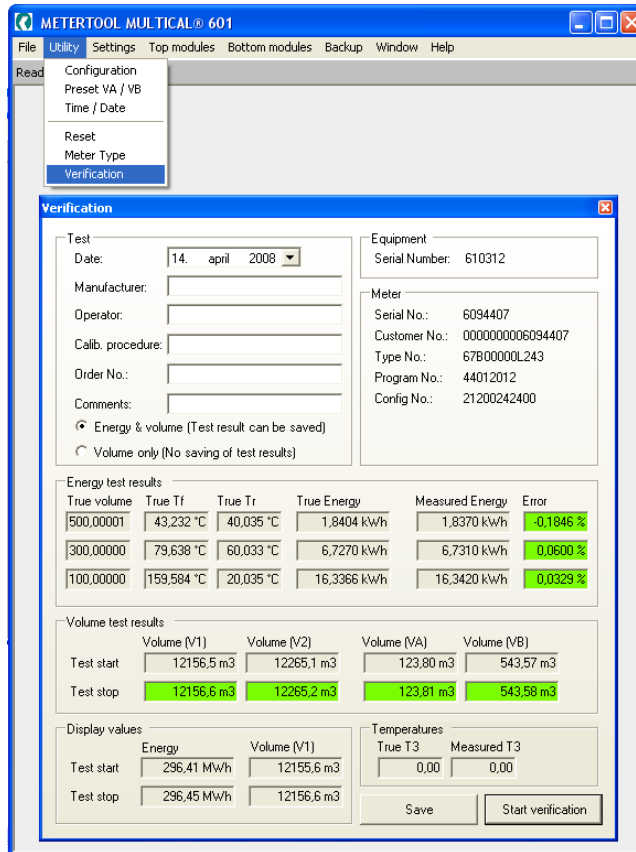 METERTOOL MULTICAL® 601
File Utility Settings Top modules Bottom modules Backup Window Help
Read
Configuration
Preset VA / VB
Time / Date
Reset
Meter Type
Verification
Verification
Test
Date: 14. april 2008
Manufacturer:
Operator:
Calib. procedure:
Order No.:
Comments:
Energy & volume (Test result can be saved)
Volume only (No saving of test results)
Equipment
Serial Number: 610312
Meter
Serial No.: 6094407
Customer No.: 0000000006094407
Type No.: 67B00000L243
Program No.: 44012012
Config No.: 21200242400
Energy test results
True volume True Tf True Tr True Energy Measured Energy Error
500,00001 43,232 °C 40,035 °C 1,8404 kWh 1,8370 kWh -0,1846 %
300,00000 79,638 °C 60,033 °C 6,7270 kWh 6,7310 kWh 0,0600 %
100,00000 159,584 °C 20,035 °C 16,3366 kWh 16,3420 kWh 0,0329 %
Volume test results
Volume (V1) Volume (V2) Volume (VA) Volume (VB)
Test start 12156,5 m3 12265,1 m3 123,80 m3 543,57 m3
Test stop 12156,6 m3 12265,2 m3 123,81 m3 543,58 m3
Display values
Energy Volume (V1)
Test start 296,41 MWh 12155,6 m3
Test stop 296,45 MWh 12156,6 m3
Temperatures
True T3 Measured T3
0,00 0,00
Save Start verification